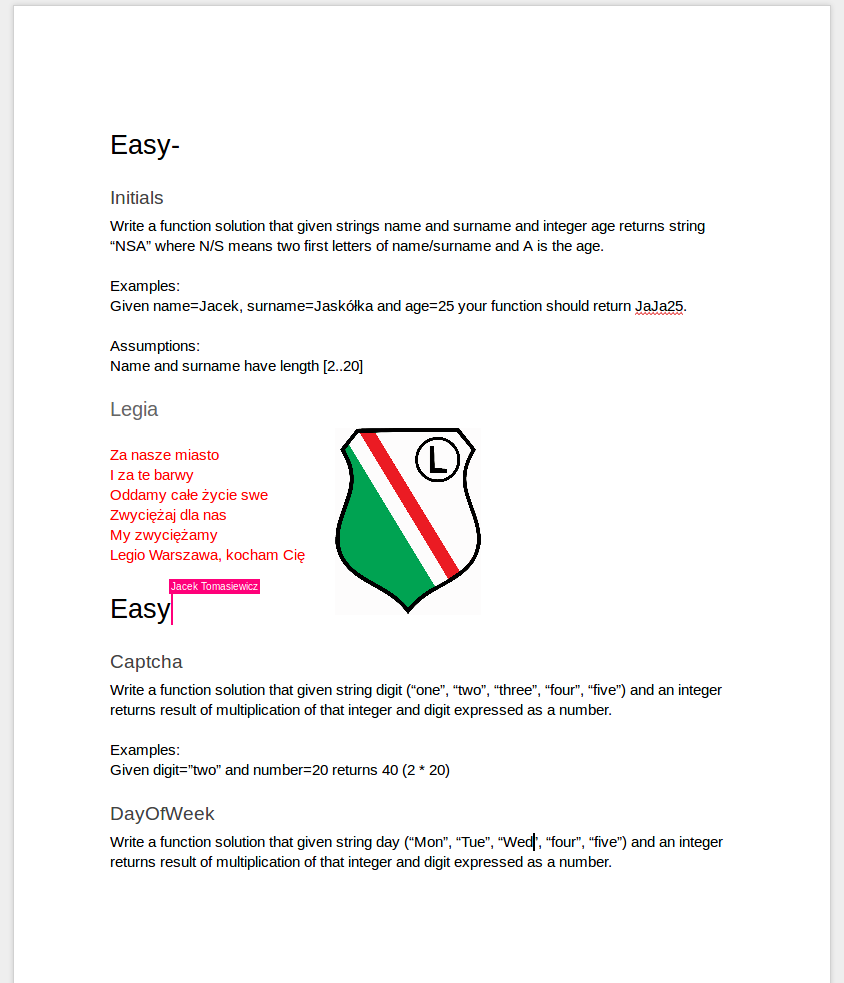 Easy-
Initials
Write a function solution that given strings name and surname and integer age returns string
“NSA” where N/S means two first letters of name/surname and A is the age.
Examples:
Given name=Jacek, surname=Jaskółka and age=25 your function should return JaJa25.
Assumptions:
Name and surname have length [2..20]
Legia
Za nasze miasto
I za te barwy
Oddamy całe życie swe
Zwyciężaj dla nas
My zwyciężamy
Legio Warszawa, kocham Cię
L
Jacek Tomasiewicz
Easy
Captcha
Write a function solution that given string digit (“one”, “two”, “three”, “four”, “five”) and an integer
returns result of multiplication of that integer and digit expressed as a number.
Examples:
Given digit=”two” and number=20 returns 40 (2 * 20)
DayOfWeek
Write a function solution that given string day (“Mon”, “Tue”, “Wed”, “four”, “five”) and an integer
returns result of multiplication of that integer and digit expressed as a number.